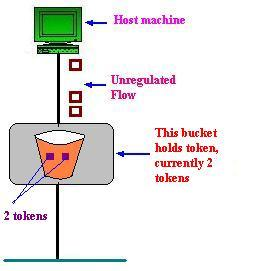 Host machine
Unregulated
Flow
This bucket
holds token,
currently 2
tokens
2 tokens